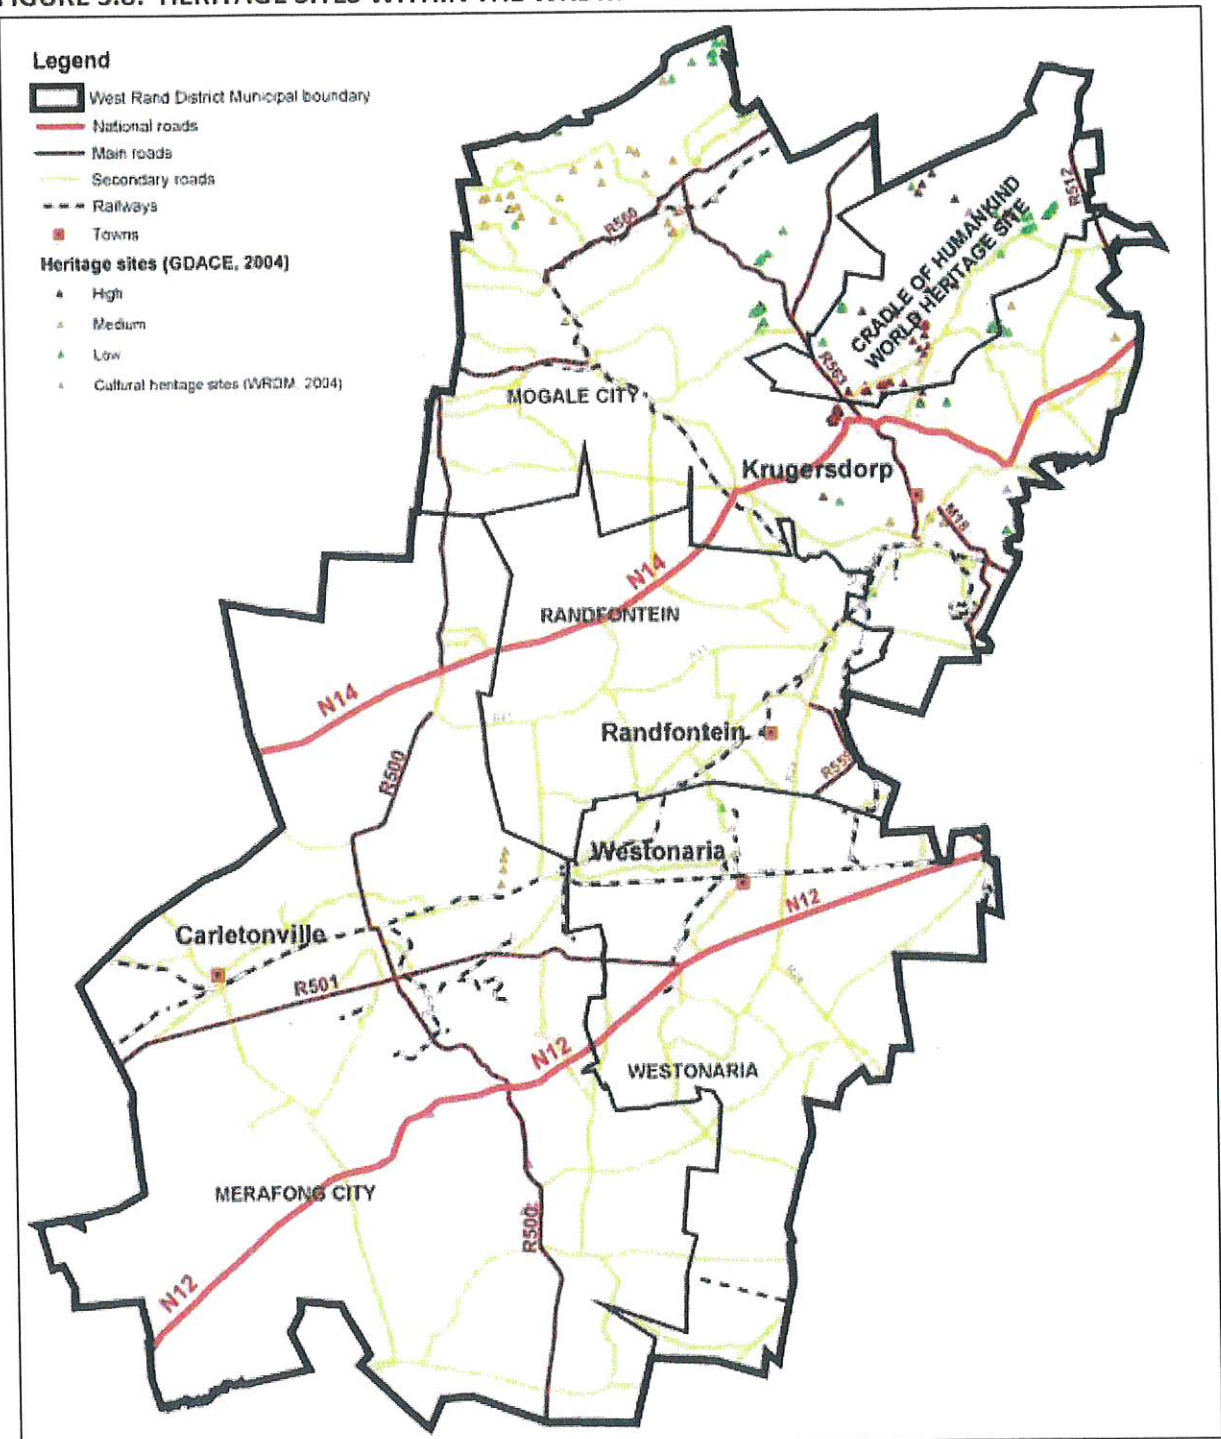 Legend
West Rand District Municipal boundary
National roads
Main roads
Secondary roads
Railways
Towns
Heritage sites (GDACE, 2004)
High
Medium
Low
Cultural heritage sites (WRDM, 2004)
R512
CRADLE OF HUMANKIND
WORLD HERITAGE SITE
R560
R563
MOGALE CITY
Krugersdorp
M18
N14
RANDFONTEIN
N14
Randfontein
R500
R559
Westonaria
N12
Carletonville
R501
N12
WESTONARIA
MERAFONG CITY
R500
N12